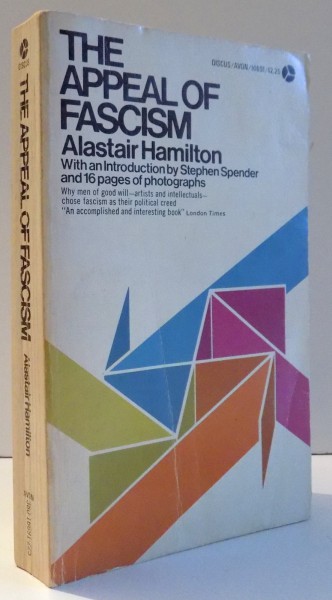 DISCUS/AVON/
THE
APPEAL OF
FASCISM
Alastair Hamilton
With an Introduction by Stephen Spender
and 16 pages of photographs
Why men of good will—artists and intellectuals—
chose fascism as their political creed
"An accomplished and interesting book" London Times
DISCUS
THE APPEAL OF FASCISM
Alastair Hamilton
AVON